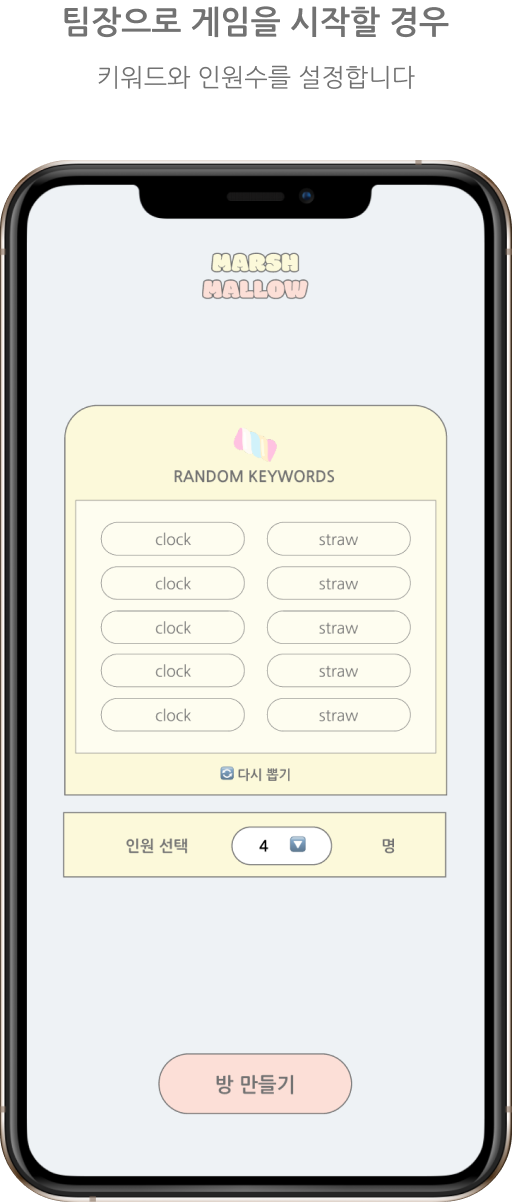 팀장으로 게임을 시작할 경우
키워드와 인원수를 설정합니다
MARSH
MALLOW
RANDOM KEYWORDS
clock straw
clock straw
clock straw
clock straw
clock straw
다시 뽑기
인원 선택 4 명
방 만들기